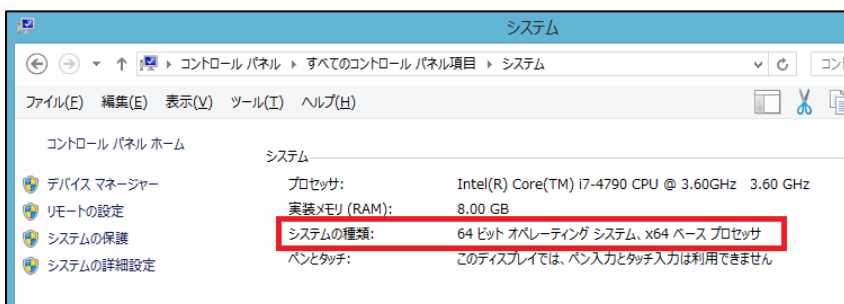 システム
コントロール パネル ▸ すべてのコントロール パネル項目 ▸ システム
ファイル(F) 編集(E) 表示(V) ツール(T) ヘルプ(H)
コントロール パネル ホーム
デバイス マネージャー
リモートの設定
システムの保護
システムの詳細設定
システム
プロセッサ: Intel(R) Core(TM) i7-4790 CPU @ 3.60GHz 3.60 GHz
実装メモリ (RAM): 8.00 GB
システムの種類: 64 ビット オペレーティング システム、x64 ベース プロセッサ
ペンとタッチ: このディスプレイでは、ペン入力とタッチ入力は利用できません